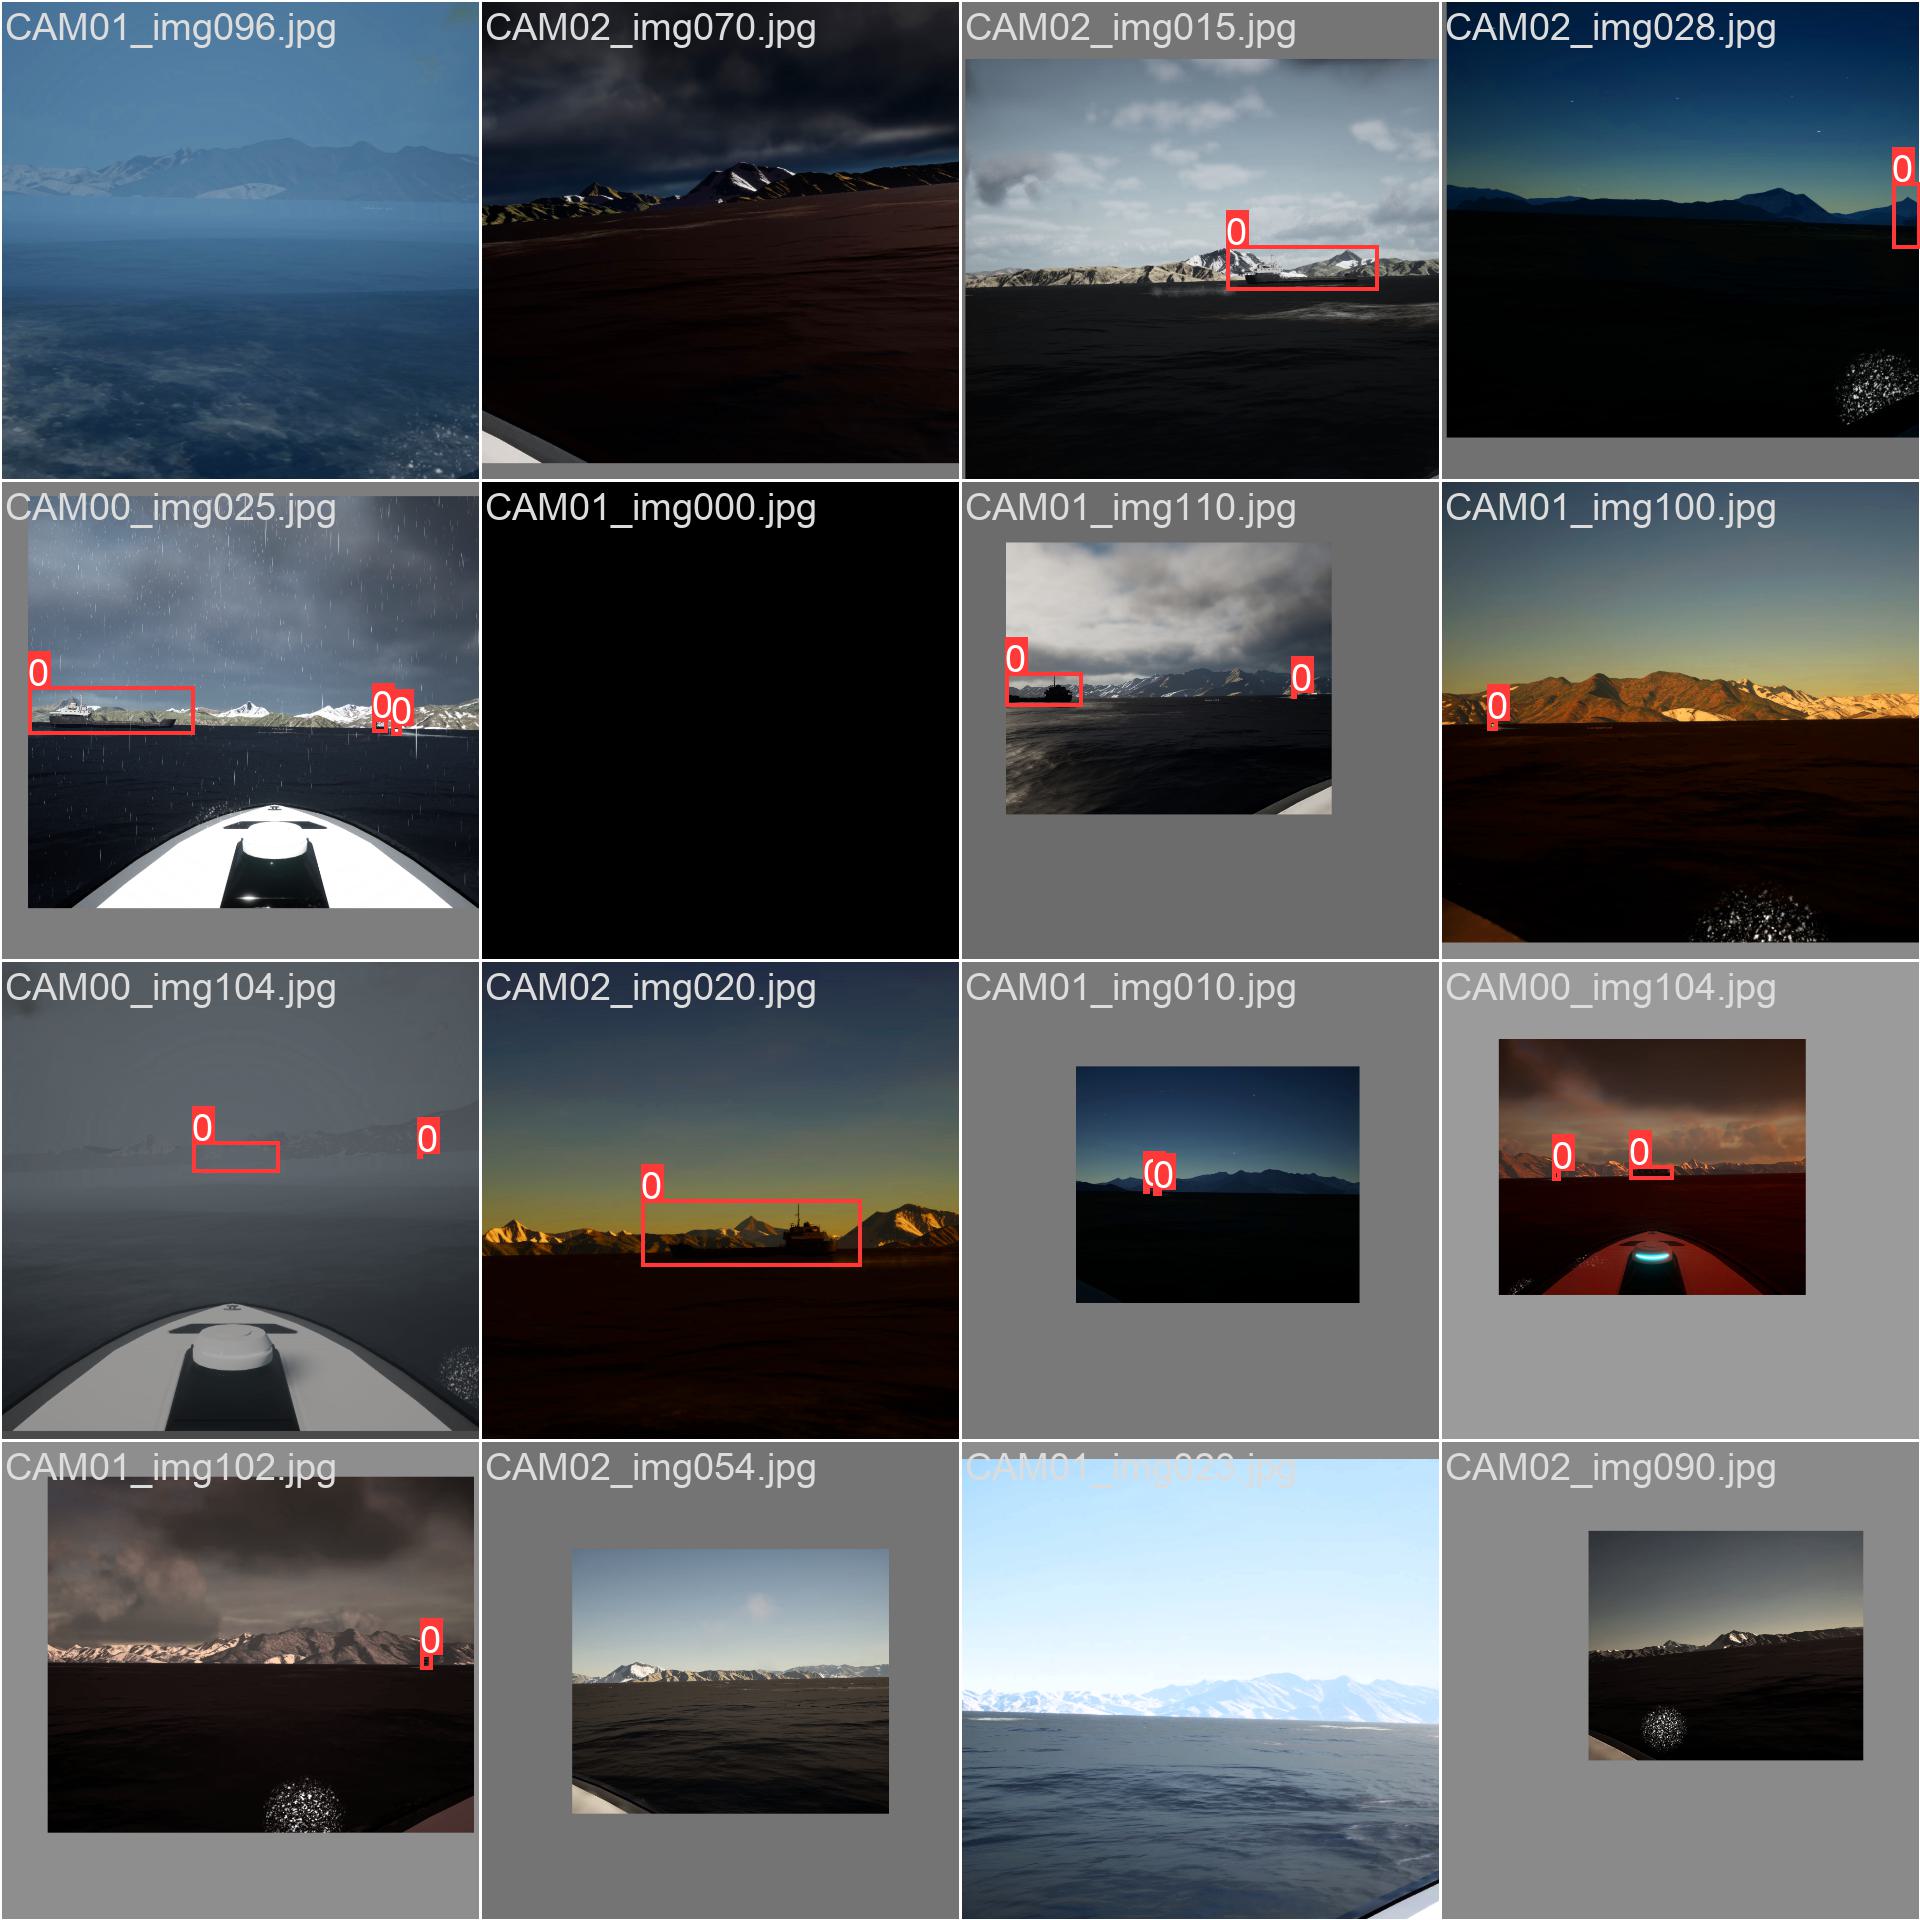 CAM01_img096.jpg
CAM02_img070.jpg
CAM02_img015.jpg
CAM02_img028.jpg
0
0
CAM00_img025.jpg
CAM01_img000.jpg
CAM01_img110.jpg
CAM01_img100.jpg
0
0
0
0
0
0
CAM00_img104.jpg
CAM02_img020.jpg
CAM01_img010.jpg
CAM00_img104.jpg
0
0
0
0
0
0
0
CAM01_img102.jpg
CAM02_img054.jpg
CAM01_img023.jpg
CAM02_img090.jpg
0